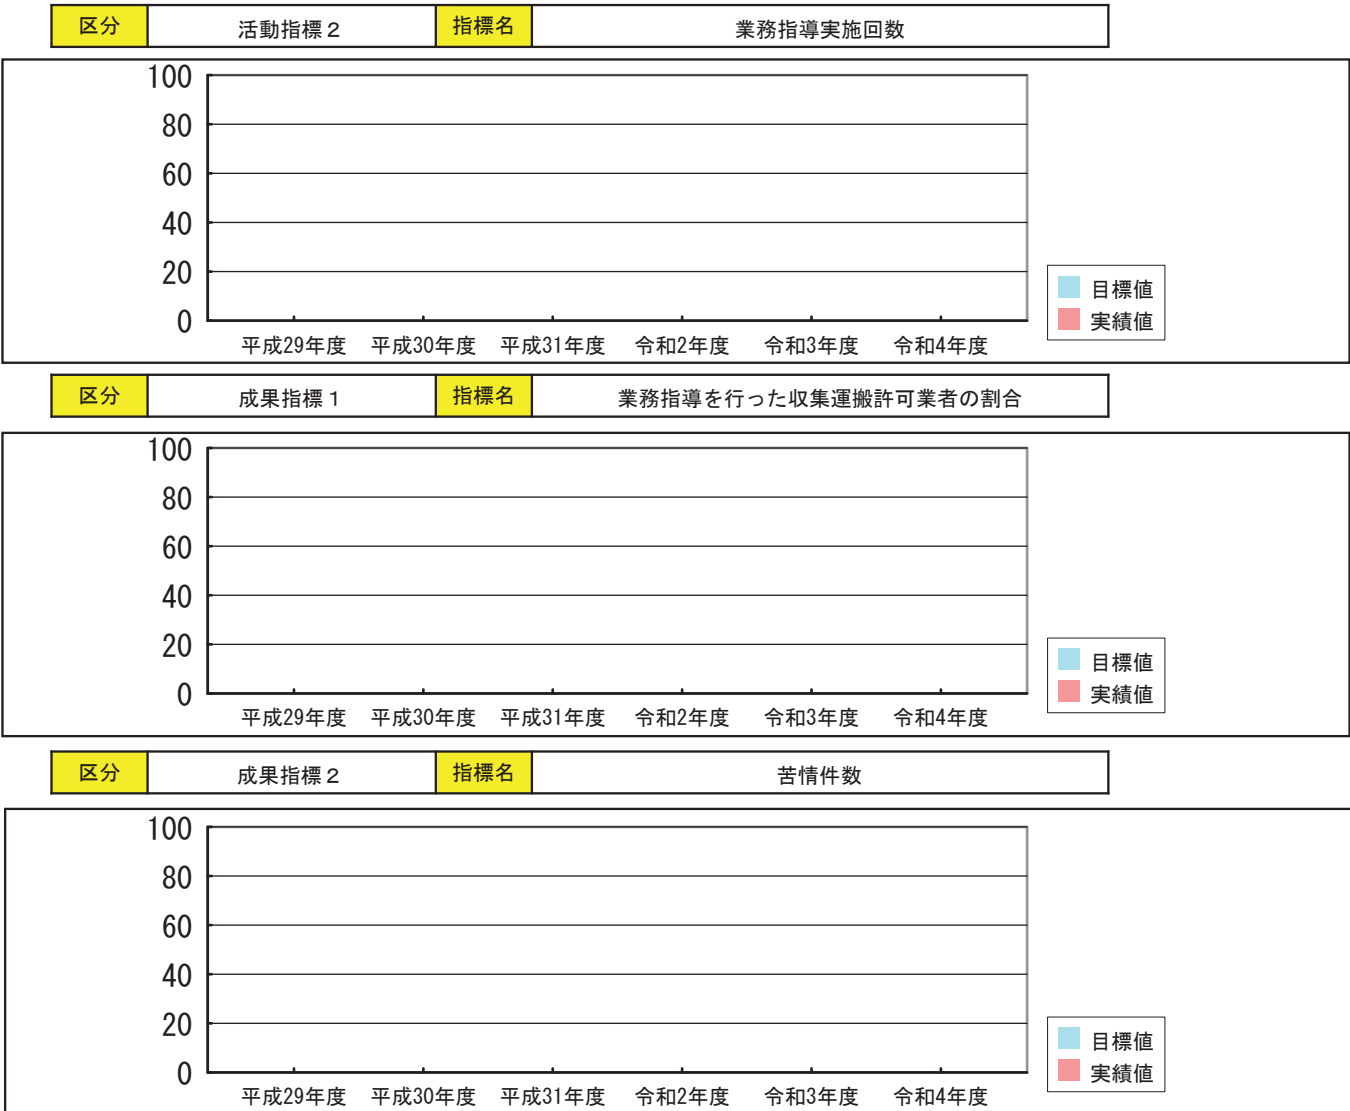 区分 活動指標２ 指標名 業務指導実施回数
100
80
60
40
20
0
平成29年度 平成30年度 平成31年度 令和2年度 令和3年度 令和4年度
目標値
実績値
区分 成果指標１ 指標名 業務指導を行った収集運搬許可業者の割合
100
80
60
40
20
0
平成29年度 平成30年度 平成31年度 令和2年度 令和3年度 令和4年度
目標値
実績値
区分 成果指標２ 指標名 苦情件数
100
80
60
40
20
0
平成29年度 平成30年度 平成31年度 令和2年度 令和3年度 令和4年度
目標値
実績値